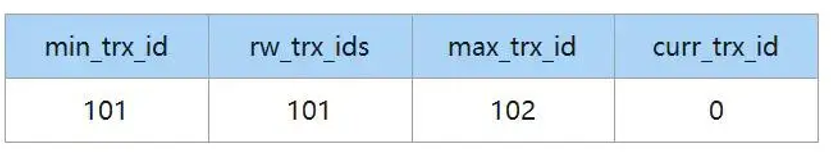 min_trx_id rw_trx_ids max_trx_id curr_trx_id
101 101 102 0